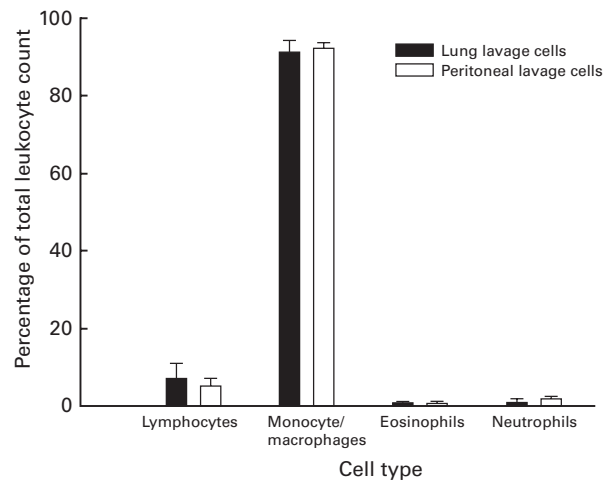 Percentage of total leukocyte count
100
80
60
40
20
0
Lung lavage cells
Peritoneal lavage cells
Lymphocytes
Monocyte/
macrophages
Eosinophils
Neutrophils
Cell type